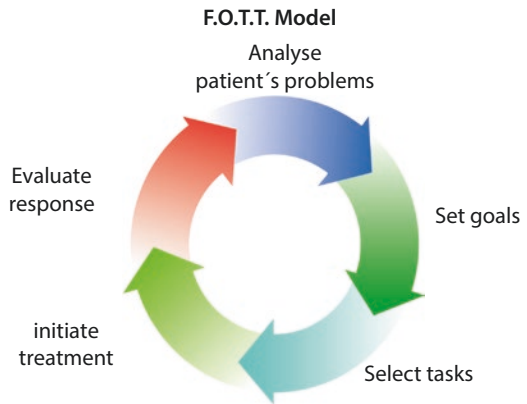 F.O.T.T. Model
Analyse
patient´s problems
Set goals
Select tasks
initiate
treatment
Evaluate
response